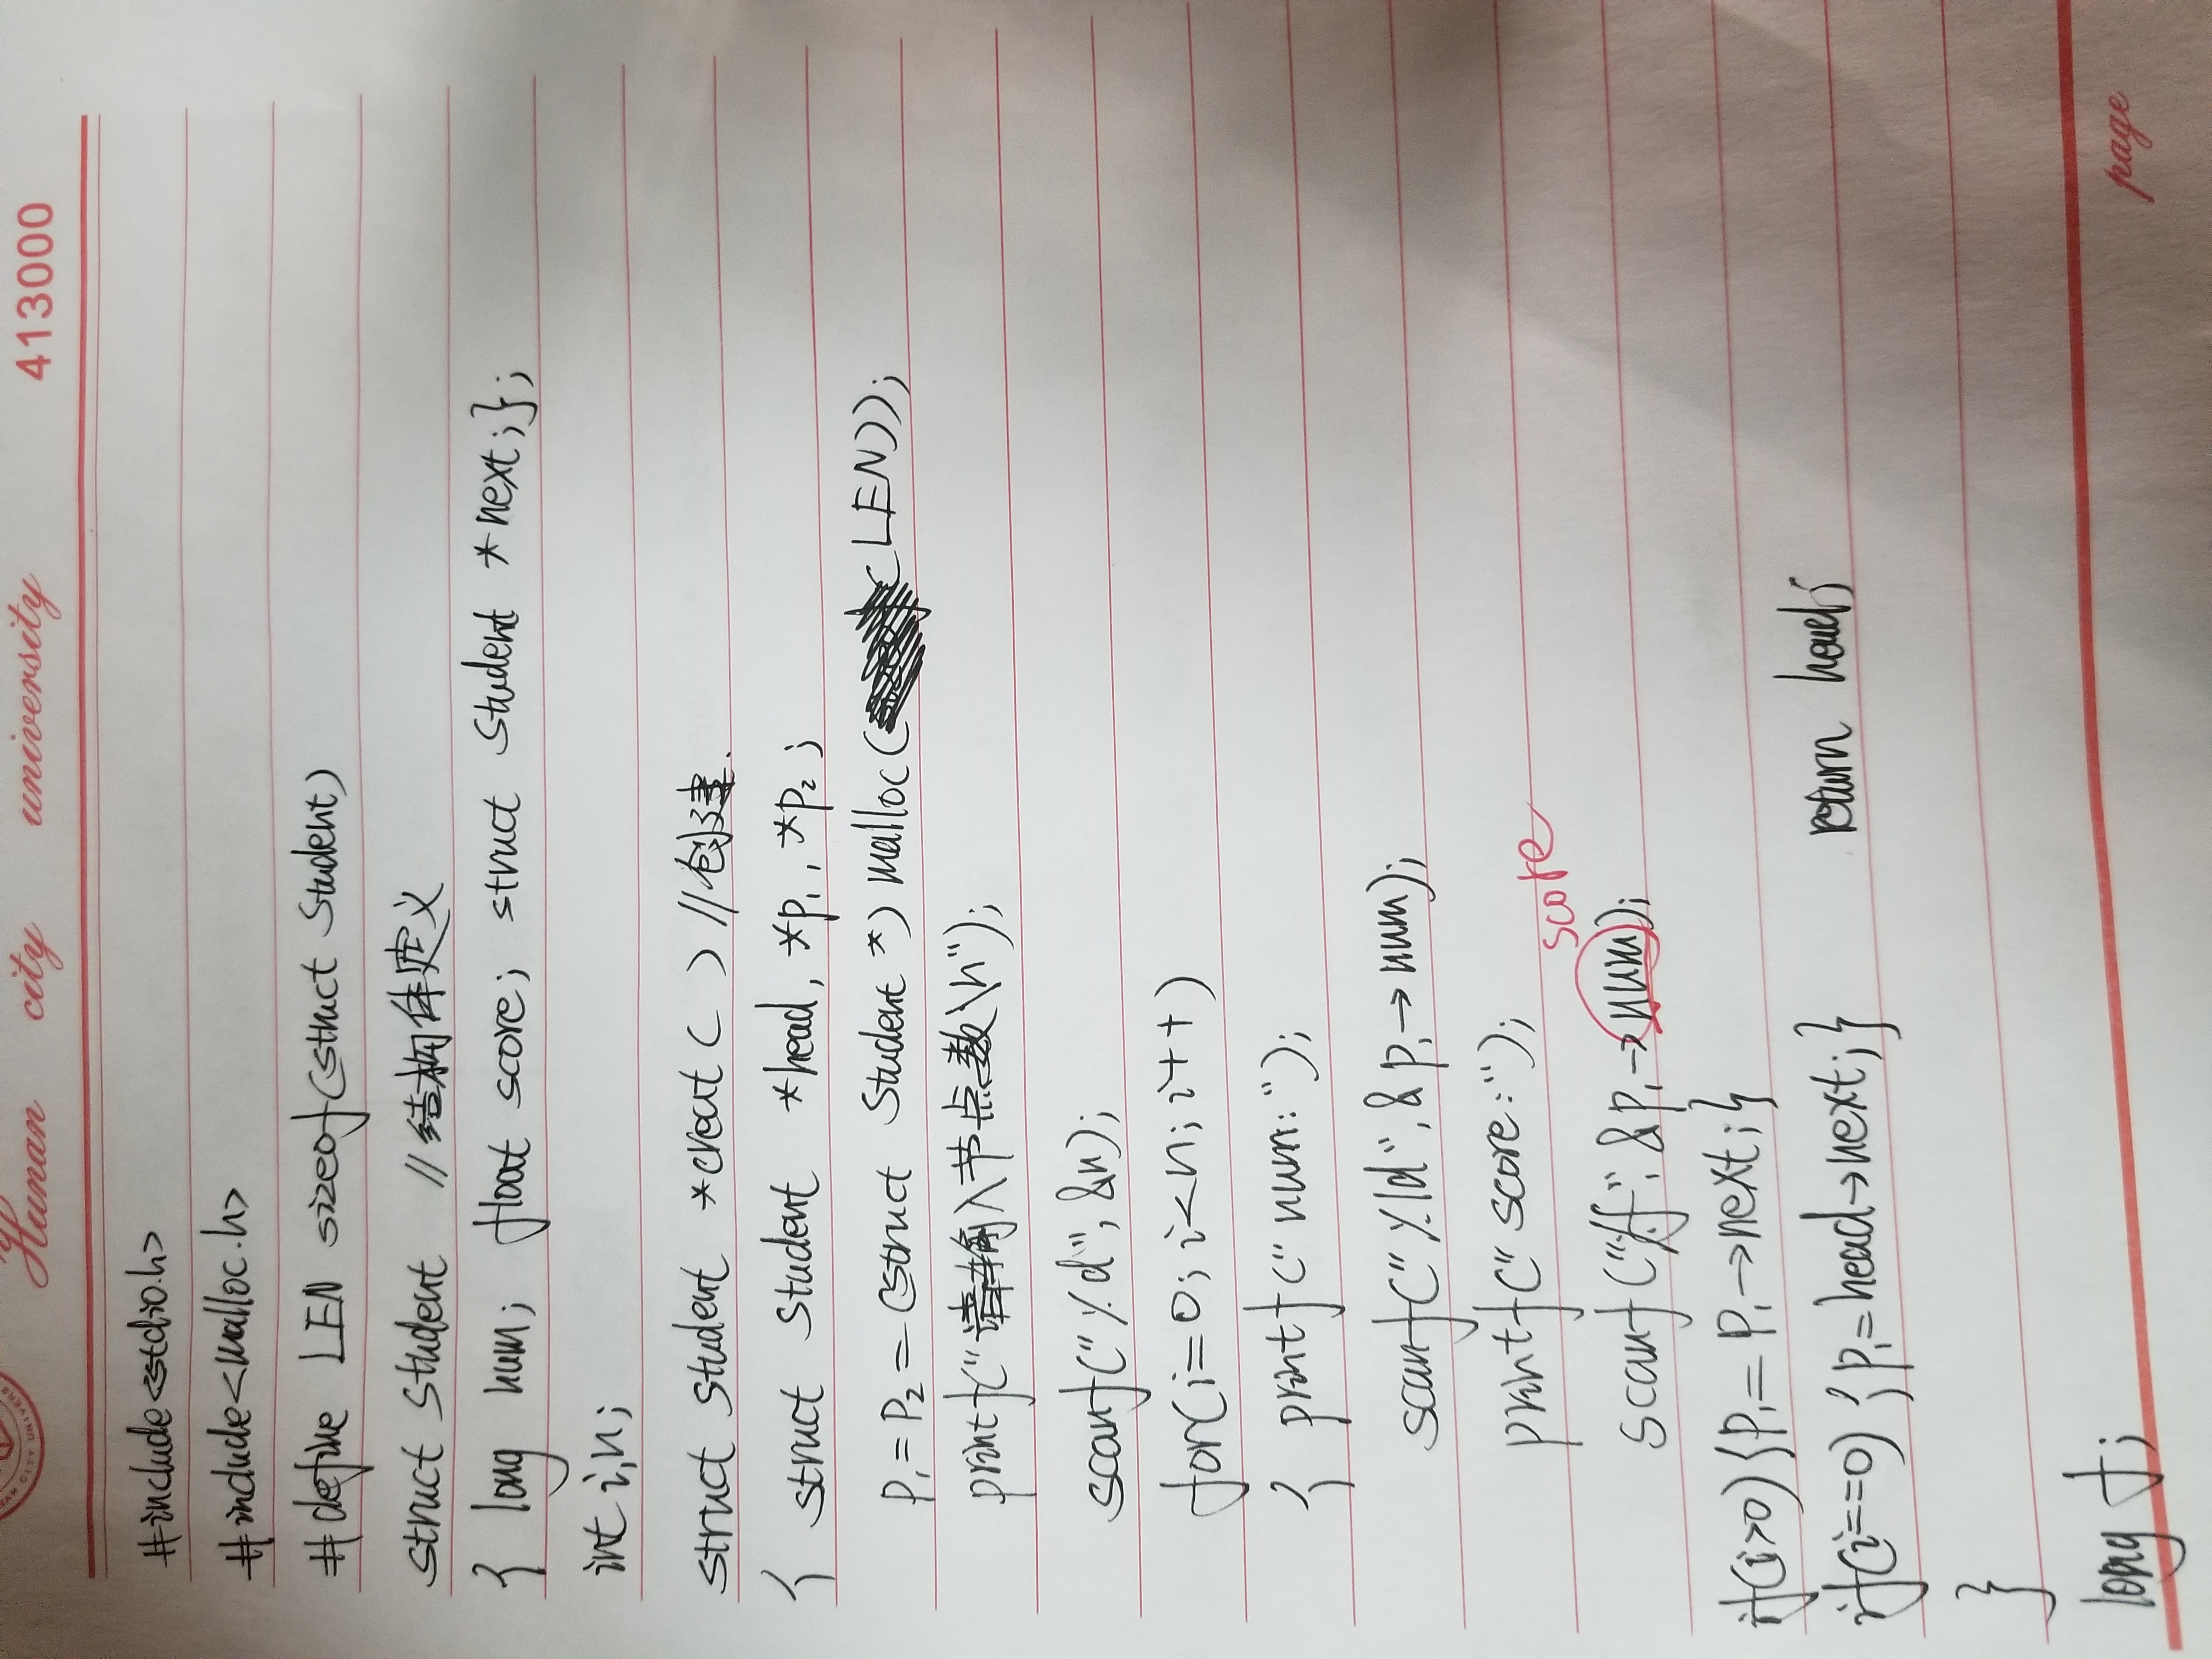 CITY UNIVER
Hunan city university 413000
#include<stdio.h>
#include<malloc.h>
#define LEN sizeof(struct Student)
struct Student //结构体定义
{ long num; float score; struct Student *next;};
int i,n;
struct Student *creat( ) //创建.
{ struct Student *head, *p1, *p2;
p1=p2=(struct Student *) malloc( (LEN));
printf("请输入节点数\n");
scanf("%d", &n);
for(i=0; i<n; i++)
{ printf("num:");
scanf("%ld", &p1→num);
printf("score:");
score
scanf("%f", &p1→num);
if(i>0){p1=p1→next;}
if(i==0){p1=head→next;} return head;
}
long f;
page